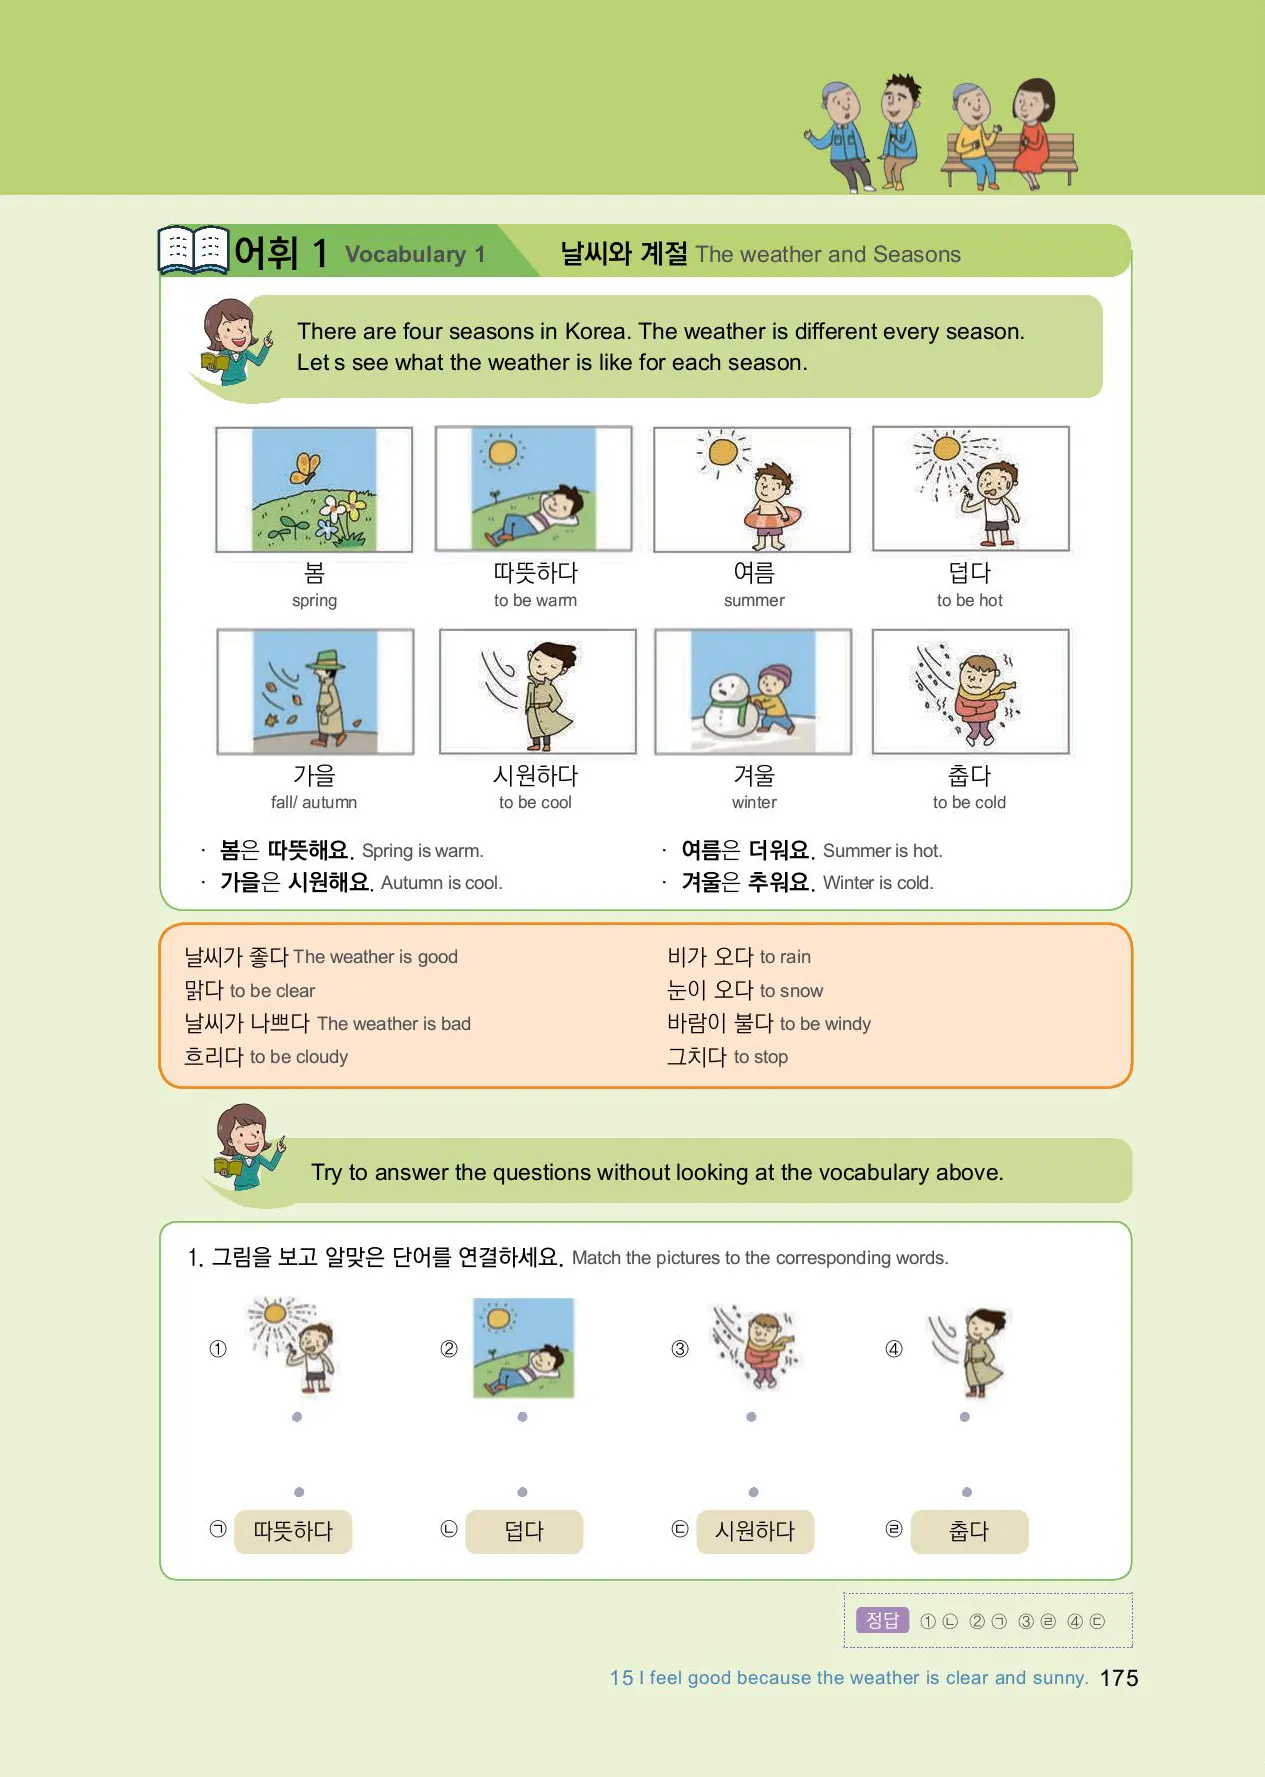 어휘 1 Vocabulary 1 날씨와 계절 The weather and Seasons
There are four seasons in Korea. The weather is different every season.
Let s see what the weather is like for each season.
봄 따뜻하다 여름 덥다
spring to be warm summer to be hot
가을 시원하다 겨울 춥다
fall/ autumn to be cool winter to be cold
· 봄은 따뜻해요. Spring is warm. · 여름은 더워요. Summer is hot.
· 가을은 시원해요. Autumn is cool. · 겨울은 추워요. Winter is cold.
날씨가 좋다 The weather is good
맑다 to be clear
날씨가 나쁘다 The weather is bad
흐리다 to be cloudy
비가 오다 to rain
눈이 오다 to snow
바람이 불다 to be windy
그치다 to stop
Try to answer the questions without looking at the vocabulary above.
1. 그림을 보고 알맞은 단어를 연결하세요. Match the pictures to the corresponding words.
① ② ③ ④
㉠ 따뜻하다 ㉡ 덥다 ㉢ 시원하다 ㉣ 춥다
정답 ① ㉡ ② ㉠ ③ ㉣ ④ ㉢
15 I feel good because the weather is clear and sunny. 175